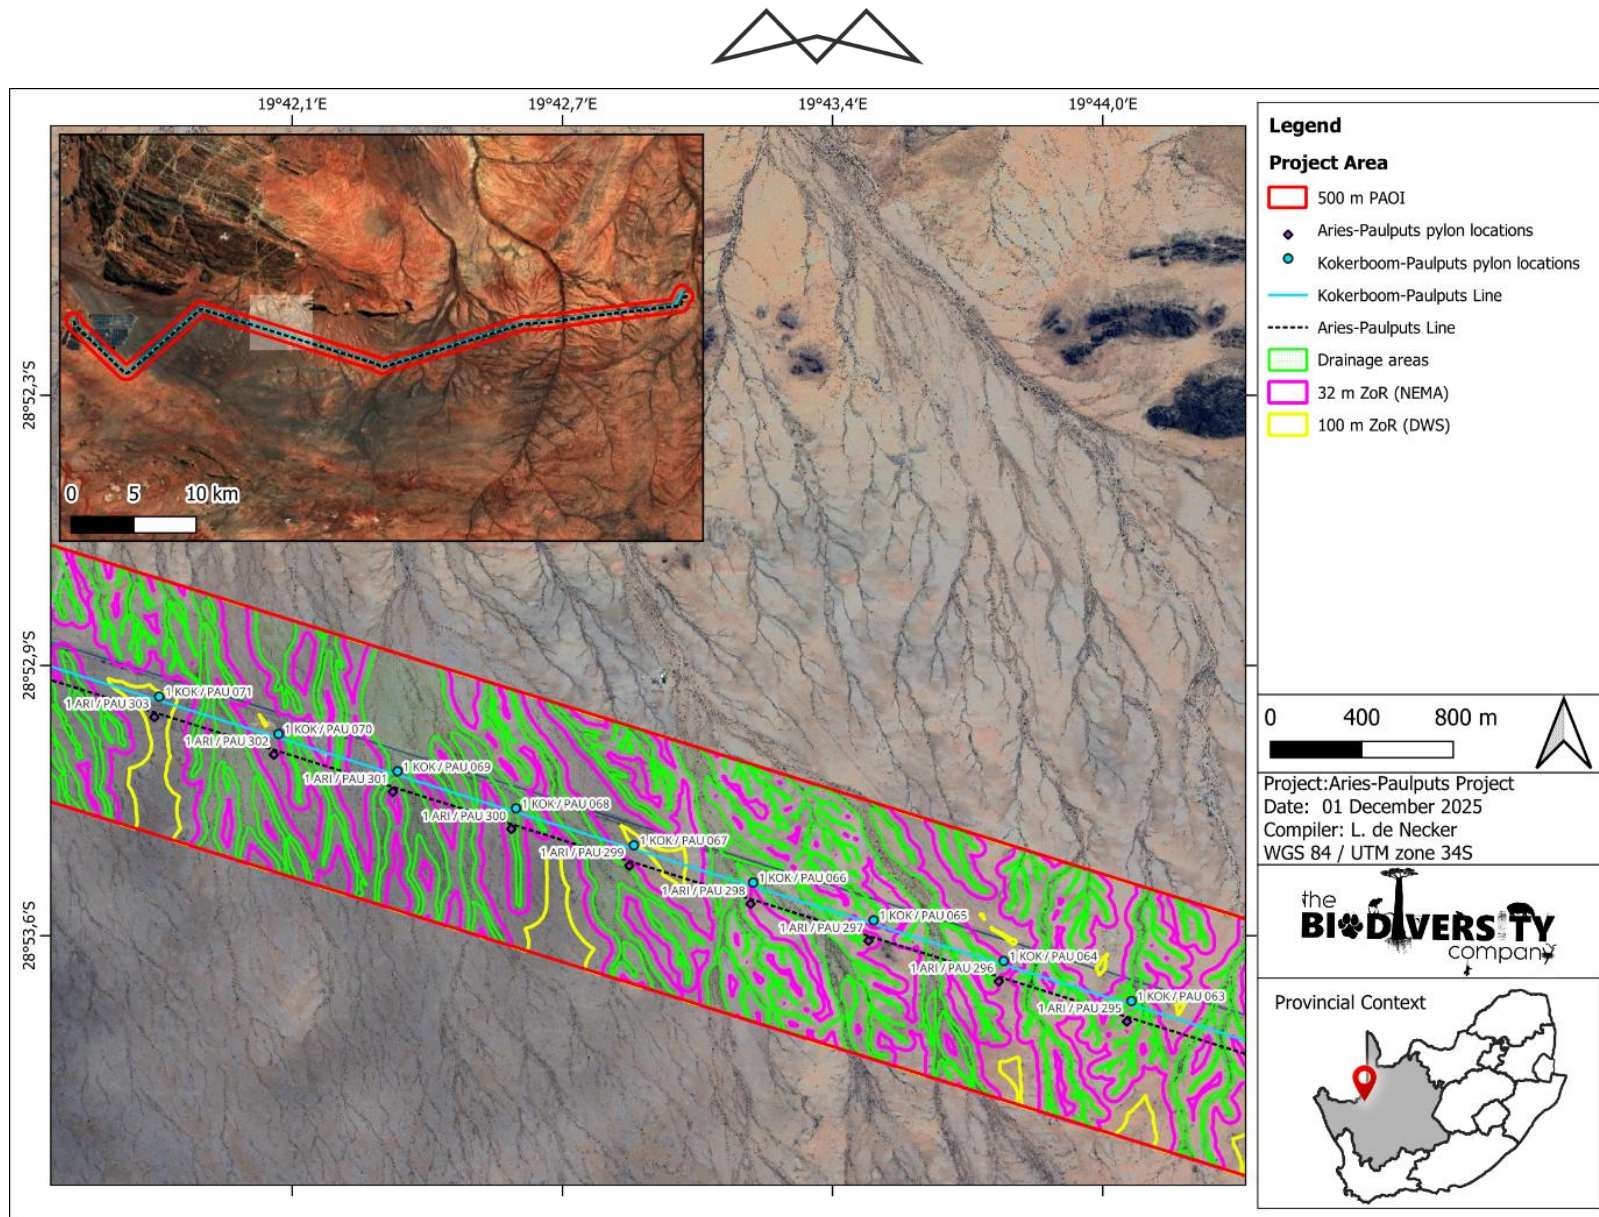 19°42,1'E
19°42,7'E
19°43,4'E
19°44,0'E
28°52,3'S
28°52,9'S
28°53,6'S
0 5 10 km
1 KOK / PAU 071
1 ARI / PAU 303
1 KOK / PAU 070
1 ARI / PAU 302
1 KOK / PAU 069
1 ARI / PAU 301
1 KOK / PAU 068
1 ARI / PAU 300
1 KOK / PAU 067
1 ARI / PAU 299
1 KOK / PAU 066
1 ARI / PAU 298
1 KOK / PAU 065
1 ARI / PAU 297
1 KOK / PAU 064
1 ARI / PAU 296
1 KOK / PAU 063
1 ARI / PAU 295
Legend
Project Area
500 m PAOI
Aries-Paulputs pylon locations
Kokerboom-Paulputs pylon locations
Kokerboom-Paulputs Line
Aries-Paulputs Line
Drainage areas
32 m ZoR (NEMA)
100 m ZoR (DWS)
0 400 800 m
Project:Aries-Paulputs Project
Date: 01 December 2025
Compiler: L. de Necker
WGS 84 / UTM zone 34S
the
BIODIVERSITY
company
Provincial Context